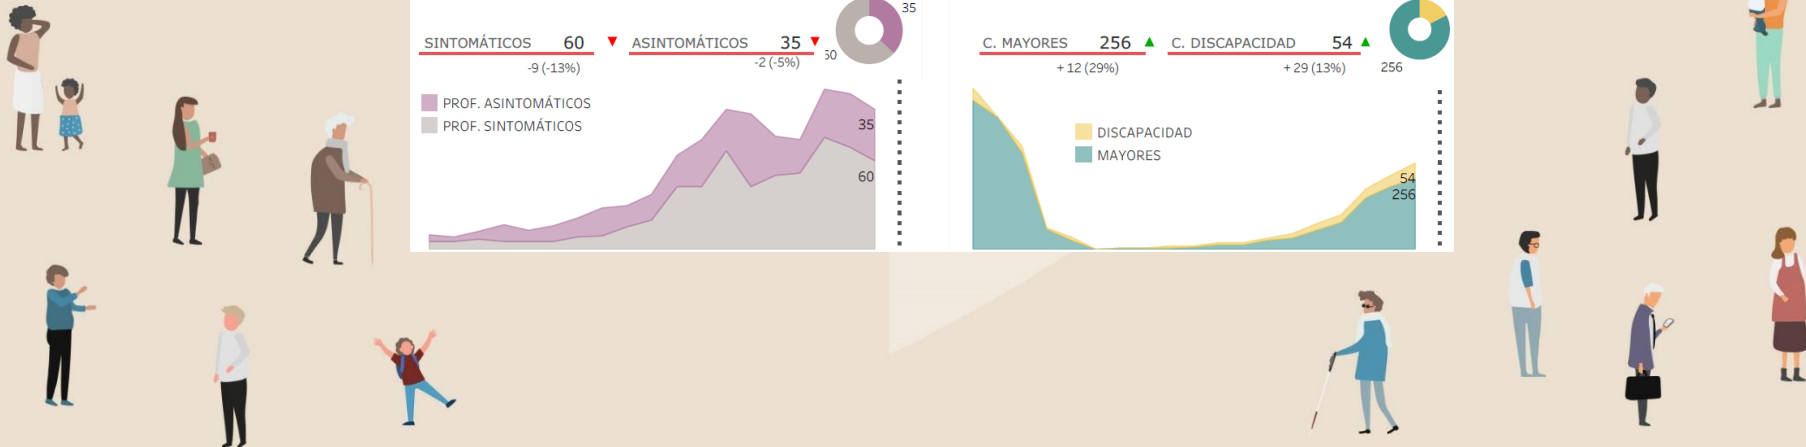 35
SINTOMÁTICOS 60 ▼ ASINTOMÁTICOS 35 ▼
-9 (-13%) -2 (-5%)
60
PROF. ASINTOMÁTICOS
PROF. SINTOMÁTICOS
35
60
C. MAYORES 256 ▲ C. DISCAPACIDAD 54 ▲
+ 12 (29%) + 29 (13%) 256
DISCAPACIDAD
MAYORES
54
256